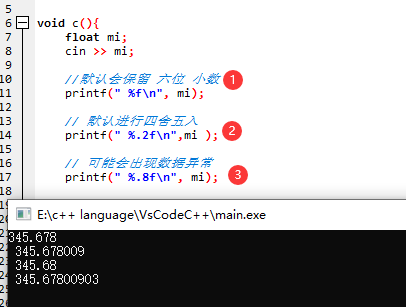 5
6 void c(){
7 float mi;
8 cin >> mi;
9
10 //默认会保留 六位 小数 1
11 printf(" %f\n", mi);
12
13 // 默认进行四舍五入
14 printf(" %.2f\n",mi ); 2
15
16 // 可能会出现数据异常
17 printf(" %.8f\n", mi); 3
18
19
E:\c++ language\VsCodeC++\main.exe
345.678
345.678009
345.68
345.67800903